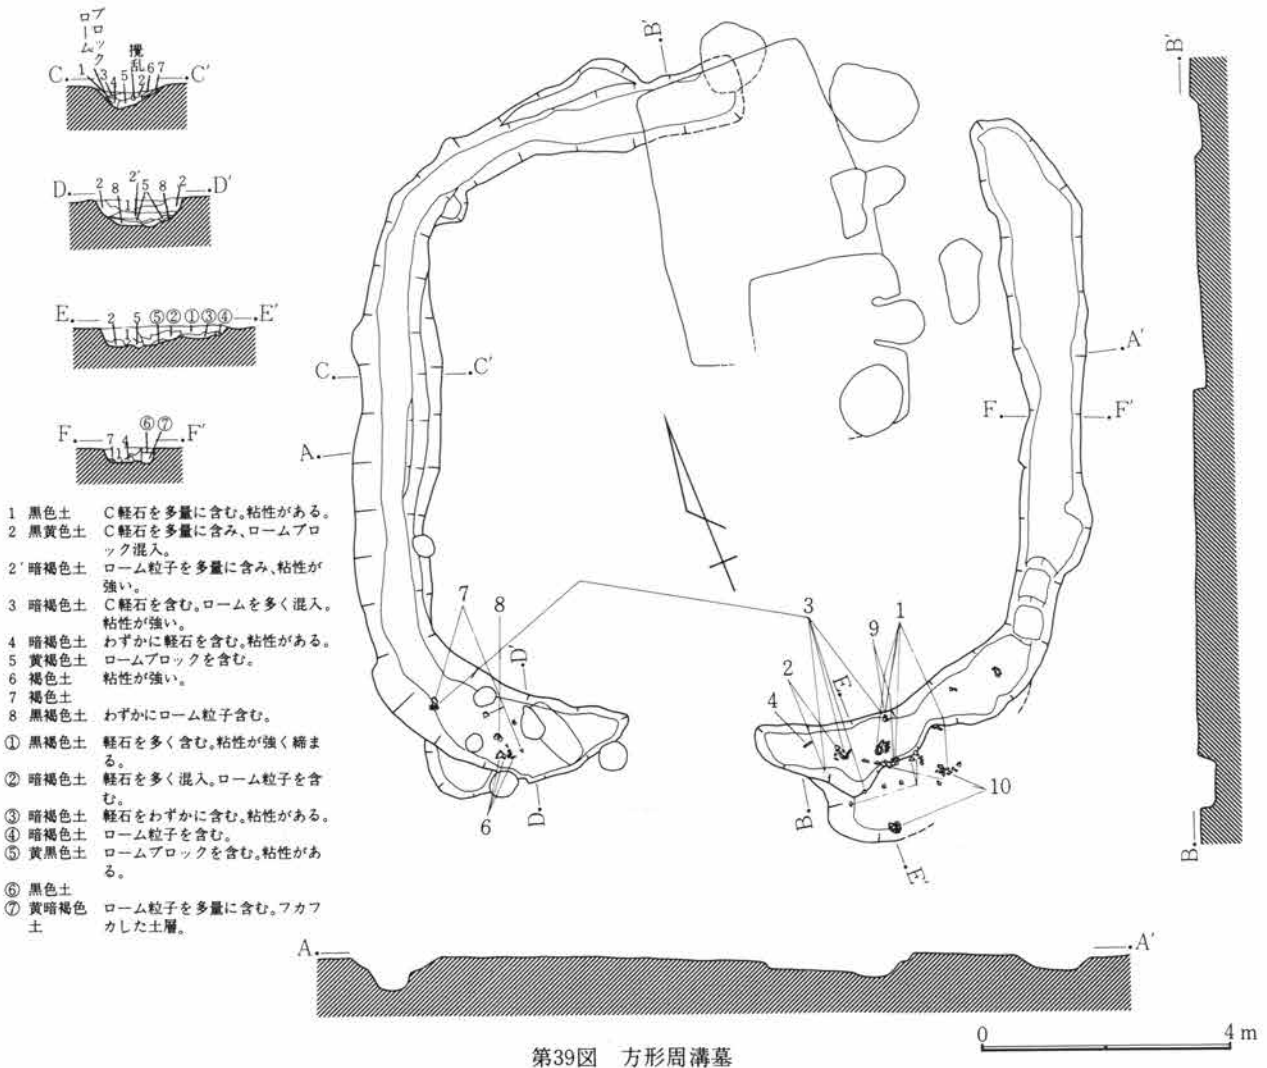 ロームブロック
攪乱
C. 1 3 4 5 2 6 7 C'
D. 2 8 2' 1 5 8 2 D'
E. 2 1 5 ⑤ ② ① ③ ④ E'
F. 7 1 4 ⑥ ⑦ F'
1 黒色土 C軽石を多量に含む。粘性がある。
2 黒黄色土 C軽石を多量に含み、ロームブロ
ック混入。
2' 暗褐色土 ローム粒子を多量に含み、粘性が
強い。
3 暗褐色土 C軽石を含む。ロームを多く混入。
粘性が強い。
4 暗褐色土 わずかに軽石を含む。粘性がある。
5 黄褐色土 ロームブロックを含む。
6 褐色土 粘性が強い。
7 褐色土
8 黒褐色土 わずかにローム粒子含む。
① 黒褐色土 軽石を多く含む。粘性が強く締ま
る。
② 暗褐色土 軽石を多く混入。ローム粒子を含
む。
③ 暗褐色土 軽石をわずかに含む。粘性がある。
④ 暗褐色土 ローム粒子を含む。
⑤ 黄黒色土 ロームブロックを含む。粘性があ
る。
⑥ 黒色土
⑦ 黄暗褐色 ローム粒子を多量に含む。フカフ
土 カした土層。
B'.
B'.
A'
C. C'
F. F'
A.
7 8 3 1
9
D'
2 E.
4
10
6 D. B.
E'
B.
A. A'
0 4m
第39図 方形周溝墓